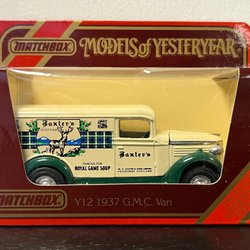 MATCHBOX
MODELS of YESTERYEAR
Baxter's
FAMOUS FOR
ROYAL GAME SOUP
Baxter's
MATCHBOX
Y12 1937 G.M.C. Van